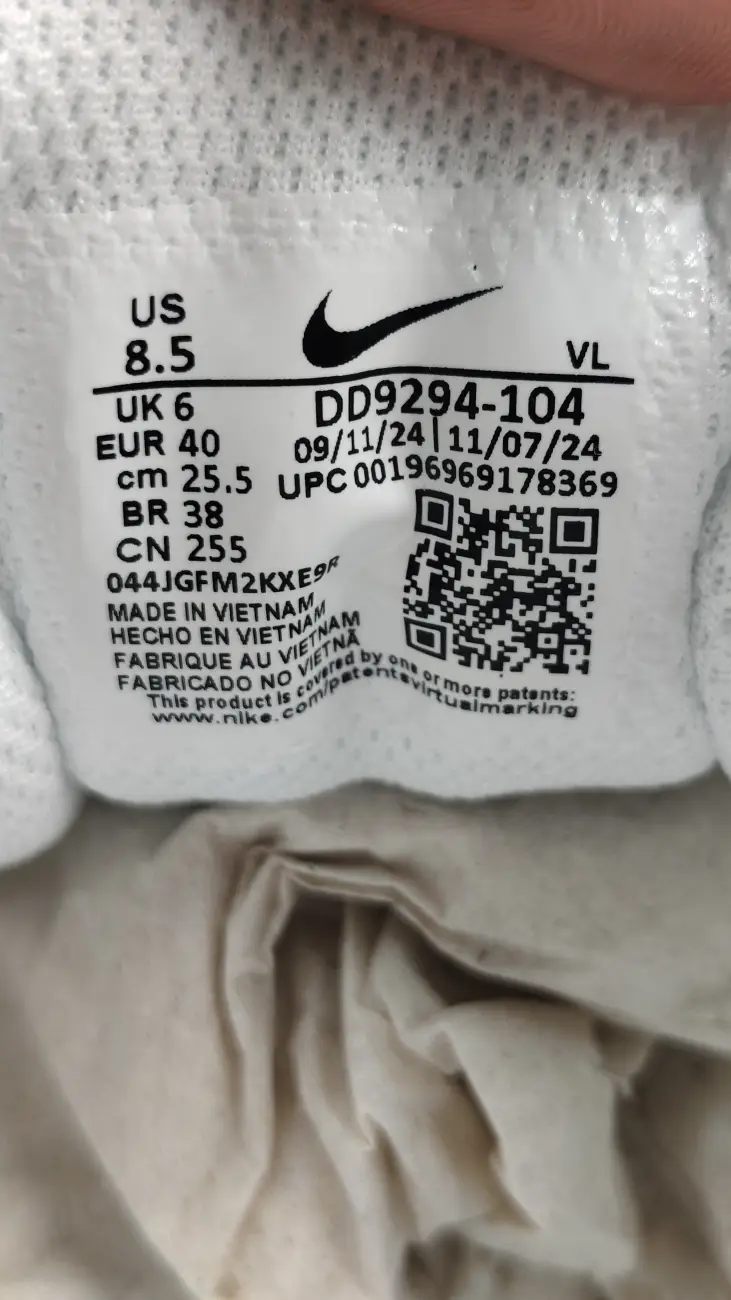 US
8.5
VL
UK 6
DD9294-104
EUR 40
09/11/24 | 11/07/24
cm 25.5
UPC 00196969178369
BR 38
CN 255
044JGFM2KXE9R
MADE IN VIETNAM
HECHO EN VIETNAM
FABRIQUE AU VIETNAM
FABRICADO NO VIETNÃ
This product is covered by one or more patents:
www.nike.com/patentsvirtualmarking